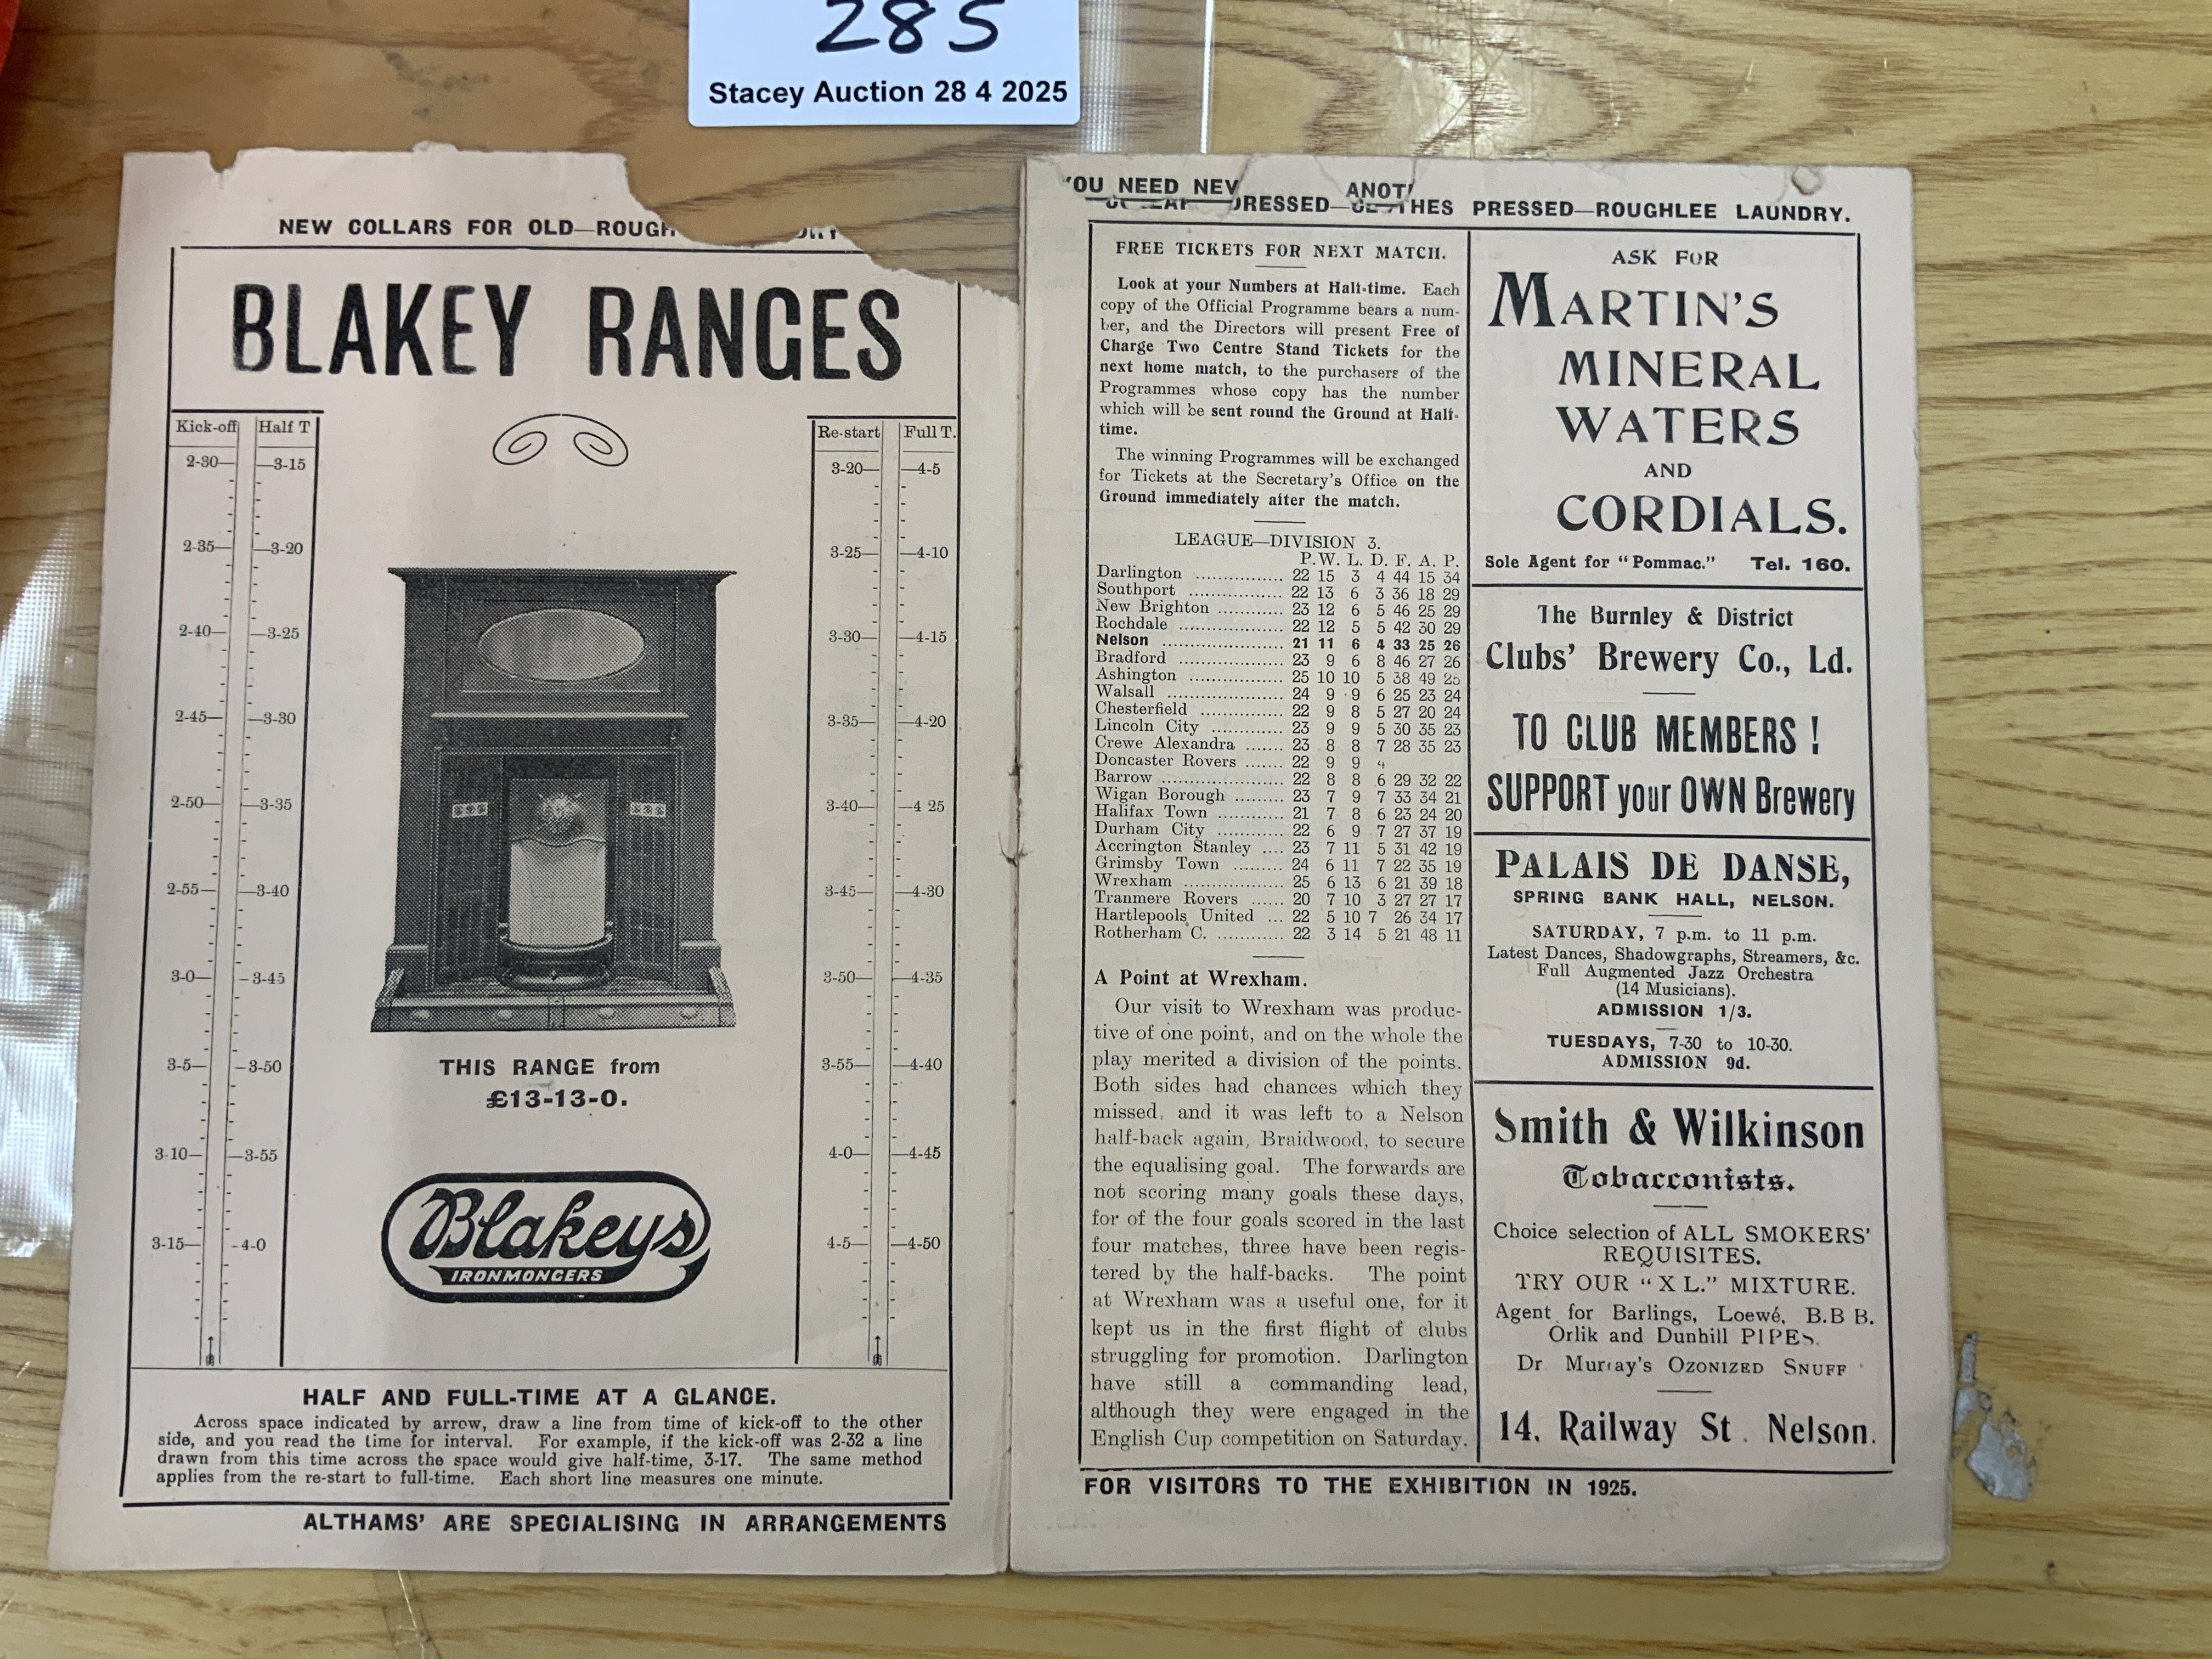 285
Stacey Auction 28 4 2025
NEW COLLARS FOR OLD—ROUGH
BLAKEY RANGES
Kick-off Half T
2-30 3-15
2-35 3-20
2-40 3-25
2-45 3-30
2-50 3-35
2-55 3-40
3-0 3-45
3-5 3-50
3-10 3-55
3-15 4-0
Re-start Full T.
3-20 4-5
3-25 4-10
3-30 4-15
3-35 4-20
3-40 4 25
3-45 4-30
3-50 4-35
3-55 4-40
4-0 4-45
4-5 4-50
THIS RANGE from
£13-13-0.
Blakeys
IRONMONGERS
HALF AND FULL-TIME AT A GLANCE.
Across space indicated by arrow, draw a line from time of kick-off to the other
side, and you read the time for interval. For example, if the kick-off was 2-32 a line
drawn from this time across the space would give half-time, 3-17. The same method
applies from the re-start to full-time. Each short line measures one minute.
ALTHAMS' ARE SPECIALISING IN ARRANGEMENTS
YOU NEED NEV ANOT
DRESSED—CLOTHES PRESSED—ROUGHLEE LAUNDRY.
FREE TICKETS FOR NEXT MATCH.
Look at your Numbers at Half-time. Each
copy of the Official Programme bears a num-
ber, and the Directors will present Free of
Charge Two Centre Stand Tickets for the
next home match, to the purchasers of the
Programmes whose copy has the number
which will be sent round the Ground at Half-
time.
The winning Programmes will be exchanged
for Tickets at the Secretary's Office on the
Ground immediately after the match.
LEAGUE—DIVISION 3.
P. W. L. D. F. A. P.
Darlington ............... 22 15 3 4 44 15 34
Southport ............... 22 13 6 3 36 18 29
New Brighton ........... 23 12 6 5 46 25 29
Rochdale ................. 22 12 5 5 42 30 29
Nelson ..................... 21 11 6 4 33 25 26
Bradford .................. 23 9 6 8 46 27 26
Ashington ................ 25 10 10 5 38 49 25
Walsall .................... 24 9 9 6 25 23 24
Chesterfield ............. 22 9 8 5 27 20 24
Lincoln City ............. 23 9 9 5 30 35 23
Crewe Alexandra ....... 23 8 8 7 28 35 23
Doncaster Rovers ...... 22 9 9 4
Barrow ..................... 22 8 8 6 29 32 22
Wigan Borough ......... 23 7 9 7 33 34 21
Halifax Town ............ 21 7 8 6 23 24 20
Durham City ............ 22 6 9 7 27 37 19
Accrington Stanley .... 23 7 11 5 31 42 19
Grimsby Town ......... 24 6 11 7 22 35 19
Wrexham ................. 25 6 13 6 21 39 18
Tranmere Rovers ...... 20 7 10 3 27 27 17
Hartlepools United ... 22 5 10 7 26 34 17
Rotherham C. ............ 22 3 14 5 21 48 11
A Point at Wrexham.
Our visit to Wrexham was produc-
tive of one point, and on the whole the
play merited a division of the points.
Both sides had chances which they
missed, and it was left to a Nelson
half-back again, Braidwood, to secure
the equalising goal. The forwards are
not scoring many goals these days,
for of the four goals scored in the last
four matches, three have been regis-
tered by the half-backs. The point
at Wrexham was a useful one, for it
kept us in the first flight of clubs
struggling for promotion. Darlington
have still a commanding lead,
although they were engaged in the
English Cup competition on Saturday.
ASK FOR
MARTIN'S
MINERAL
WATERS
AND
CORDIALS.
Sole Agent for "Pommac." Tel. 160.
The Burnley & District
Clubs' Brewery Co., Ld.
TO CLUB MEMBERS !
SUPPORT your OWN Brewery
PALAIS DE DANSE,
SPRING BANK HALL, NELSON.
SATURDAY, 7 p.m. to 11 p.m.
Latest Dances, Shadowgraphs, Streamers, &c.
Full Augmented Jazz Orchestra
(14 Musicians).
ADMISSION 1/3.
TUESDAYS, 7-30 to 10-30.
ADMISSION 9d.
Smith & Wilkinson
Tobacconists.
Choice selection of ALL SMOKERS'
REQUISITES.
TRY OUR "X L." MIXTURE.
Agent for Barlings, Loewé, B.B B.
Orlik and Dunhill PIPES.
Dr Murray's OZONIZED SNUFF
14, Railway St. Nelson.
FOR VISITORS TO THE EXHIBITION IN 1925.